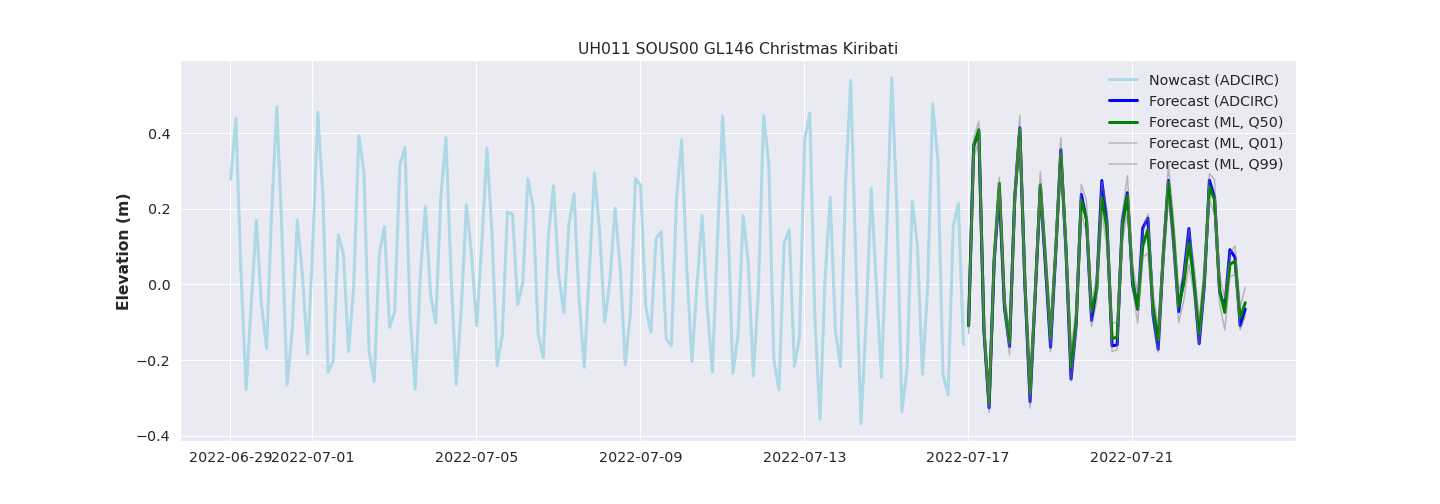 UH011 SOUS00 GL146 Christmas Kiribati
Nowcast (ADCIRC)
Forecast (ADCIRC)
Forecast (ML, Q50)
Forecast (ML, Q01)
Forecast (ML, Q99)
Elevation (m)
0.4
0.2
0.0
−0.2
−0.4
2022-06-29 2022-07-01 2022-07-05 2022-07-09 2022-07-13 2022-07-17 2022-07-21